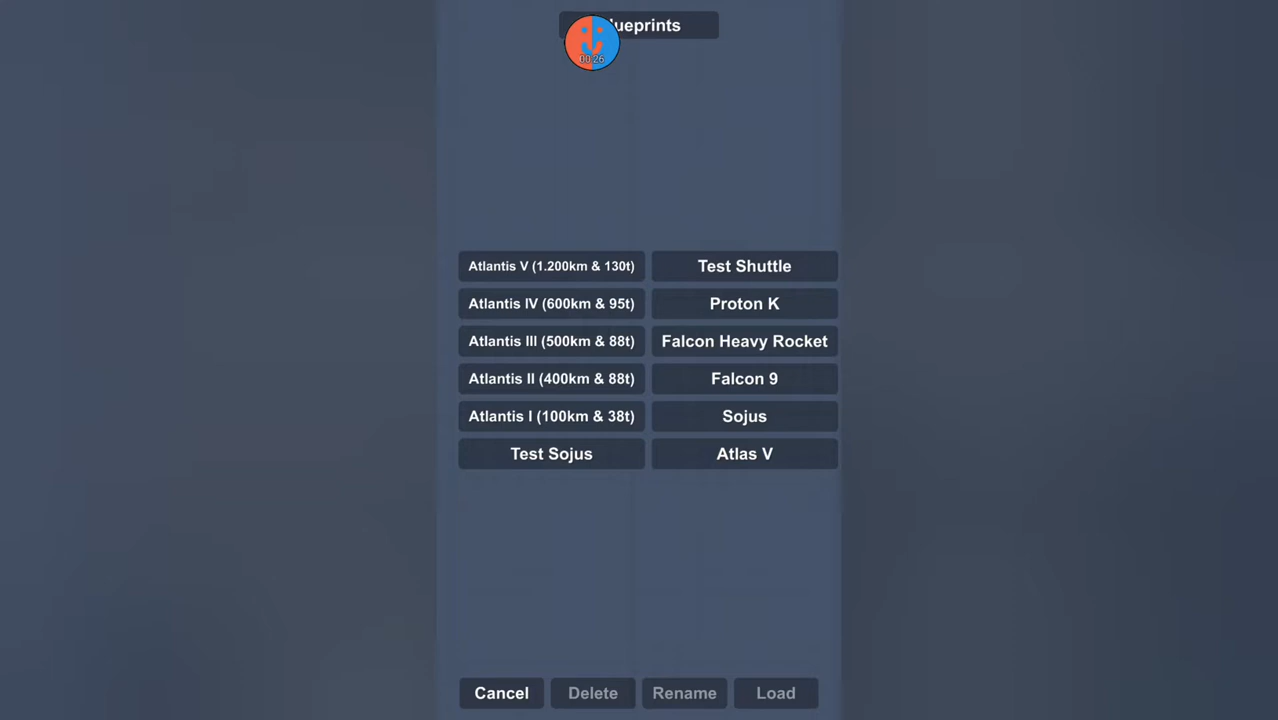 lueprints
00:26
Atlantis V (1.200km & 130t)
Test Shuttle
Atlantis IV (600km & 95t)
Proton K
Atlantis III (500km & 88t)
Falcon Heavy Rocket
Atlantis II (400km & 88t)
Falcon 9
Atlantis I (100km & 38t)
Sojus
Test Sojus
Atlas V
Cancel
Delete
Rename
Load